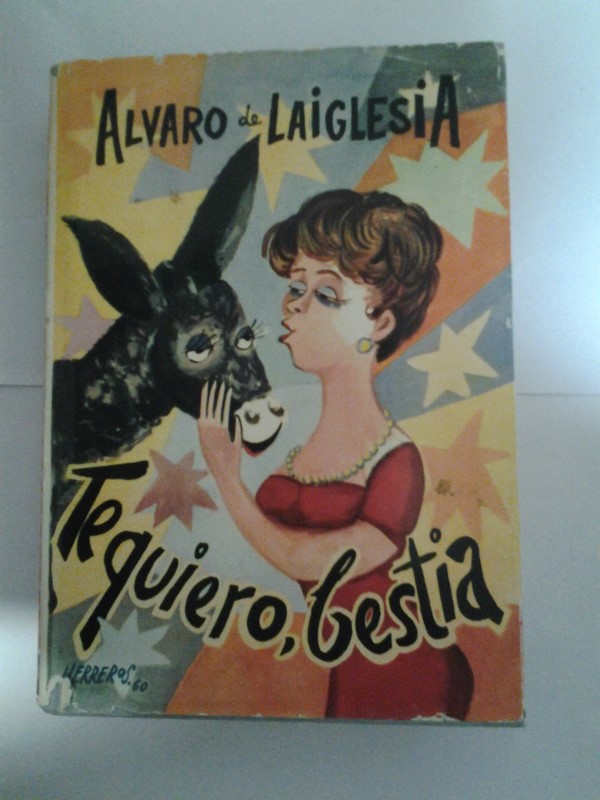 ALVARO de LAiGLESiA
Te quiero, bestia
HERREROS.60